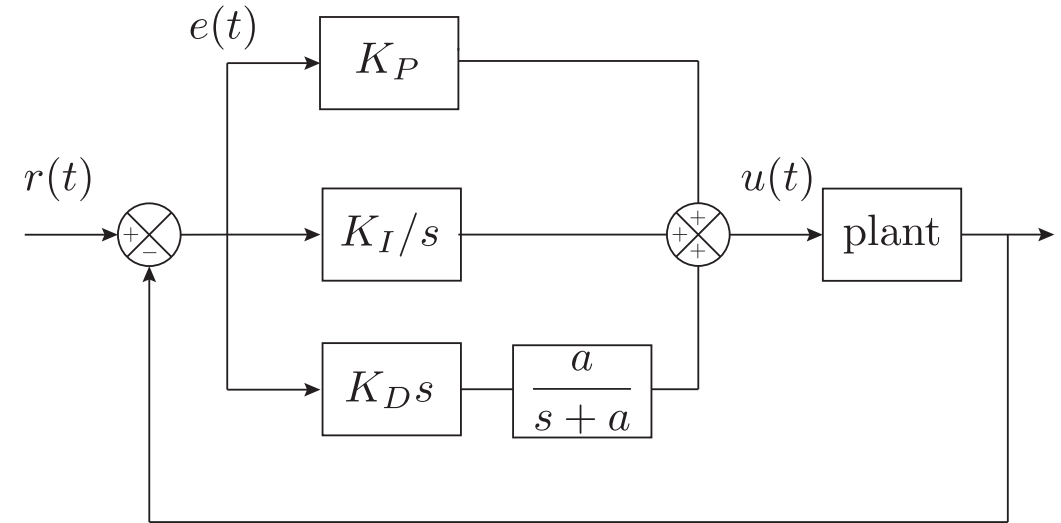 e(t)
K_P
r(t)
+
−
K_I/s
+
+
+
u(t)
plant
K_D s
a
s + a